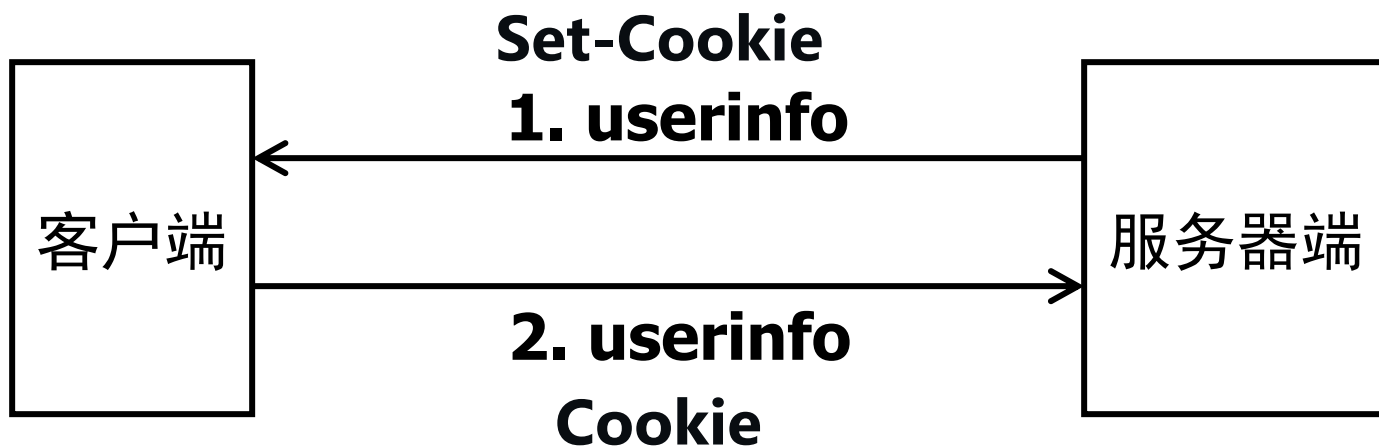 Set-Cookie
1. userinfo
客户端
服务器端
2. userinfo
Cookie